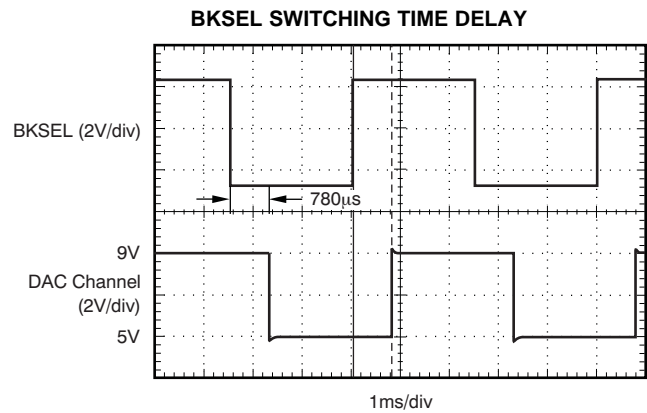 BKSEL SWITCHING TIME DELAY
BKSEL (2V/div)
780µs
9V
DAC Channel
(2V/div)
5V
1ms/div